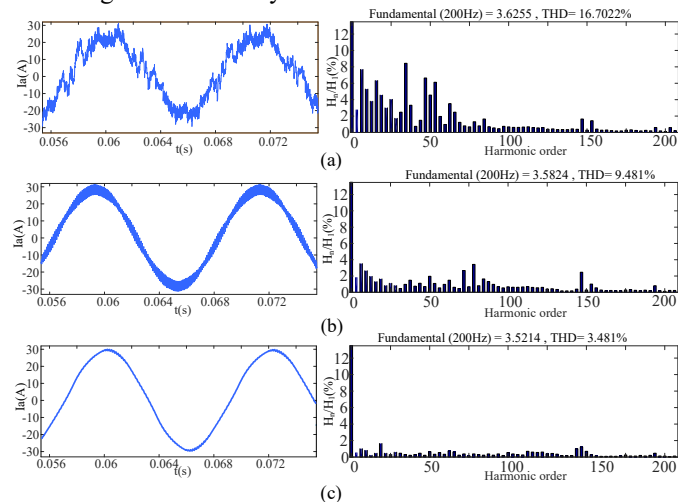 Fundamental (200Hz) = 3.6255 , THD= 16.7022%
Ia(A)
30
20
10
0
-10
-20
-30
0.056 0.06 0.064 0.068 0.072
t(s)
Hn/H1(%)
12
10
8
6
4
2
0
50 100 150 200
Harmonic order
(a)
Fundamental (200Hz) = 3.5824 , THD= 9.481%
Ia(A)
30
20
10
0
-10
-20
-30
0.056 0.06 0.064 0.068 0.072
t(s)
Hn/H1(%)
12
10
8
6
4
2
0
50 100 150 200
Harmonic order
(b)
Fundamental (200Hz) = 3.5214 , THD= 3.481%
Ia(A)
30
20
10
0
- 10
-20
-30
0.056 0.06 0.064 0.068 0.072
t(s)
Hn/H1(%)
12
10
8
6
4
2
0
50 100 150 200
Harmonic order
(c)